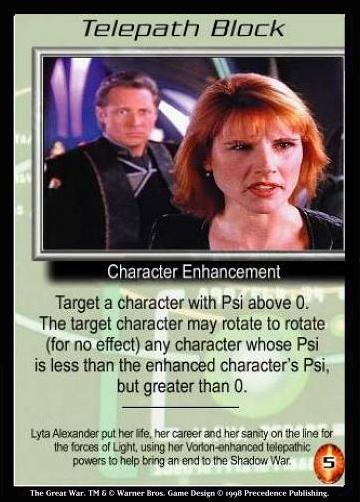 Telepath Block
Character Enhancement
Target a character with Psi above 0.
The target character may rotate to rotate
(for no effect) any character whose Psi
is less than the enhanced character's Psi,
but greater than 0.
Lyta Alexander put her life, her career and her sanity on the line for
the forces of Light, using her Vorlon-enhanced telepathic
powers to help bring an end to the Shadow War.
5
The Great War. TM & © Warner Bros. Game Design © 1998 Precedence Publishing.